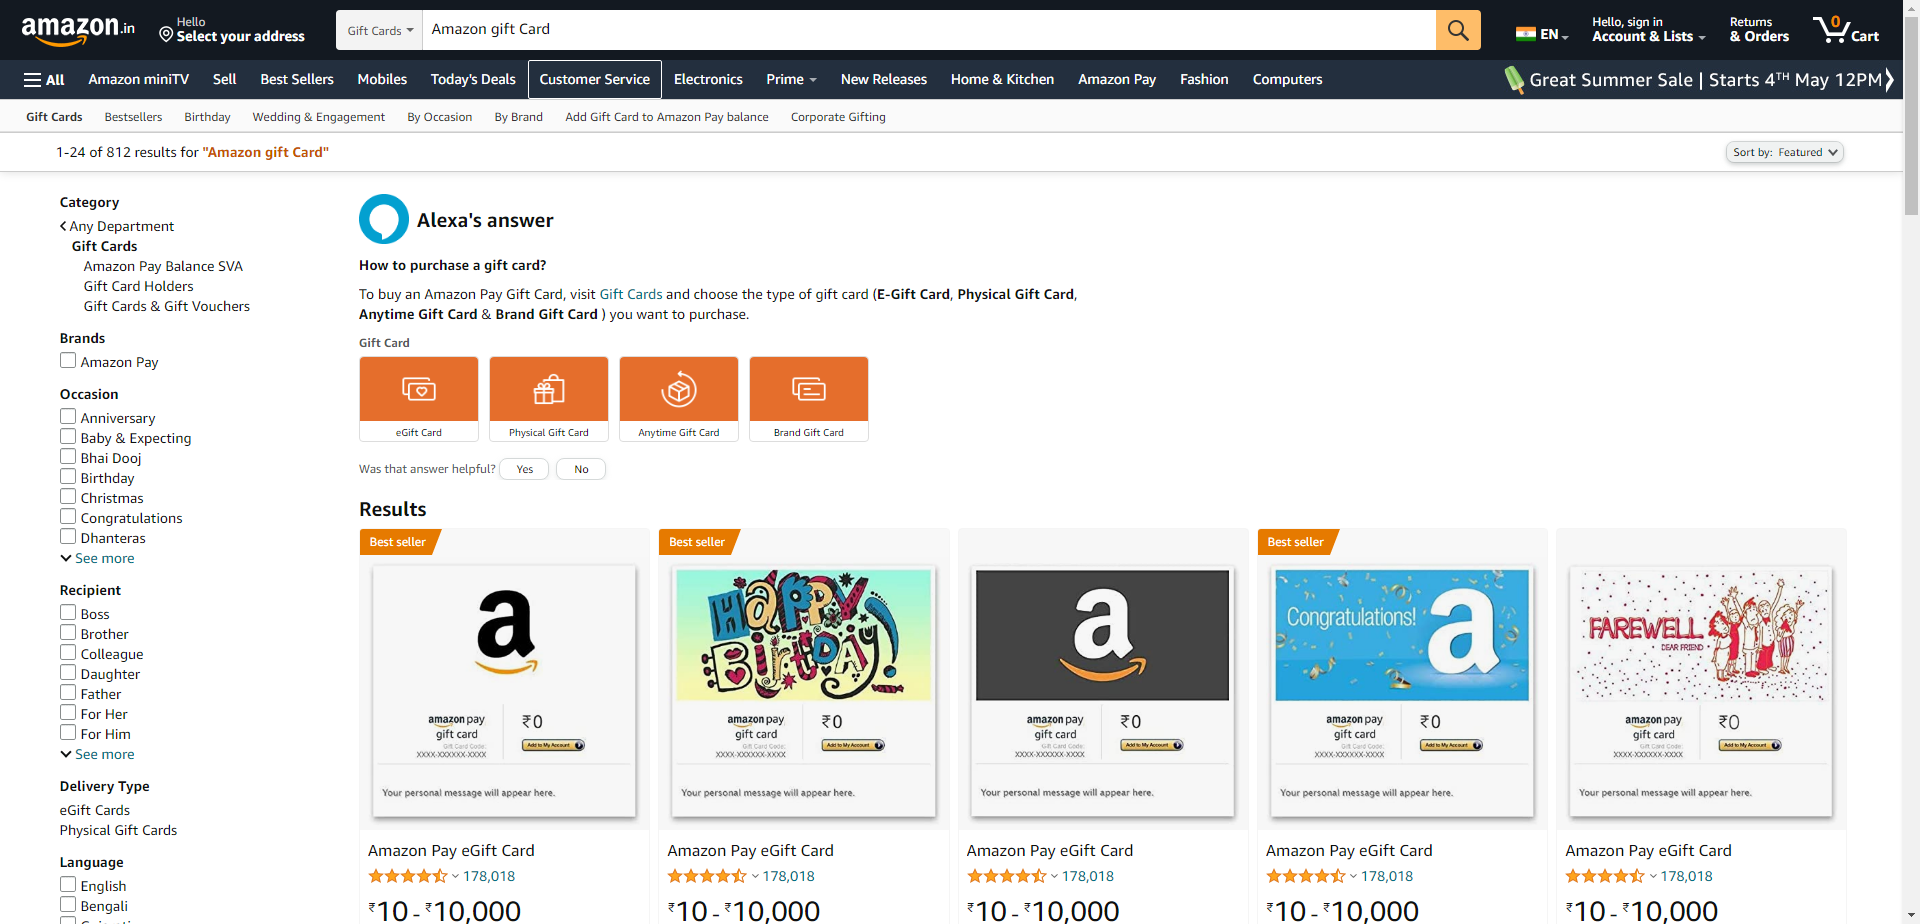 amazon.in
Hello
Select your address
Gift Cards
Amazon gift Card
EN
Hello, sign in
Account & Lists
Returns
& Orders
0
Cart
All
Amazon miniTV
Sell
Best Sellers
Mobiles
Today's Deals
Customer Service
Electronics
Prime
New Releases
Home & Kitchen
Amazon Pay
Fashion
Computers
Great Summer Sale | Starts 4TH May 12PM
Gift Cards
Bestsellers
Birthday
Wedding & Engagement
By Occasion
By Brand
Add Gift Card to Amazon Pay balance
Corporate Gifting
1-24 of 812 results for "Amazon gift Card"
Sort by: Featured
Category
Any Department
Gift Cards
Amazon Pay Balance SVA
Gift Card Holders
Gift Cards & Gift Vouchers
Brands
Amazon Pay
Occasion
Anniversary
Baby & Expecting
Bhai Dooj
Birthday
Christmas
Congratulations
Dhanteras
See more
Recipient
Boss
Brother
Colleague
Daughter
Father
For Her
For Him
See more
Delivery Type
eGift Cards
Physical Gift Cards
Language
English
Bengali
Alexa's answer
How to purchase a gift card?
To buy an Amazon Pay Gift Card, visit Gift Cards and choose the type of gift card (E-Gift Card, Physical Gift Card,
Anytime Gift Card & Brand Gift Card ) you want to purchase.
Gift Card
eGift Card
Physical Gift Card
Anytime Gift Card
Brand Gift Card
Was that answer helpful?
Yes
No
Results
Best seller
a
amazon pay
gift card
Gift Card Code:
XXXX-XXXXXX-XXXX
₹0
Add to My Account
Your personal message will appear here.
Amazon Pay eGift Card
178,018
₹10 - ₹10,000
Best seller
Happy
Birthday!
amazon pay
gift card
Gift Card Code:
XXXX-XXXXXX-XXXX
₹0
Add to My Account
Your personal message will appear here.
Amazon Pay eGift Card
178,018
₹10 - ₹10,000
a
amazon pay
gift card
Gift Card Code:
XXXX-XXXXXX-XXXX
₹0
Add to My Account
Your personal message will appear here.
Amazon Pay eGift Card
178,018
₹10 - ₹10,000
Best seller
Congratulations!
a
amazon pay
gift card
Gift Card Code:
XXXX-XXXXXX-XXXX
₹0
Add to My Account
Your personal message will appear here.
Amazon Pay eGift Card
178,018
₹10 - ₹10,000
FAREWELL
DEAR FRIEND
amazon pay
gift card
Gift Card Code:
XXXX-XXXXXX-XXXX
₹0
Add to My Account
Your personal message will appear here.
Amazon Pay eGift Card
178,018
₹10 - ₹10,000